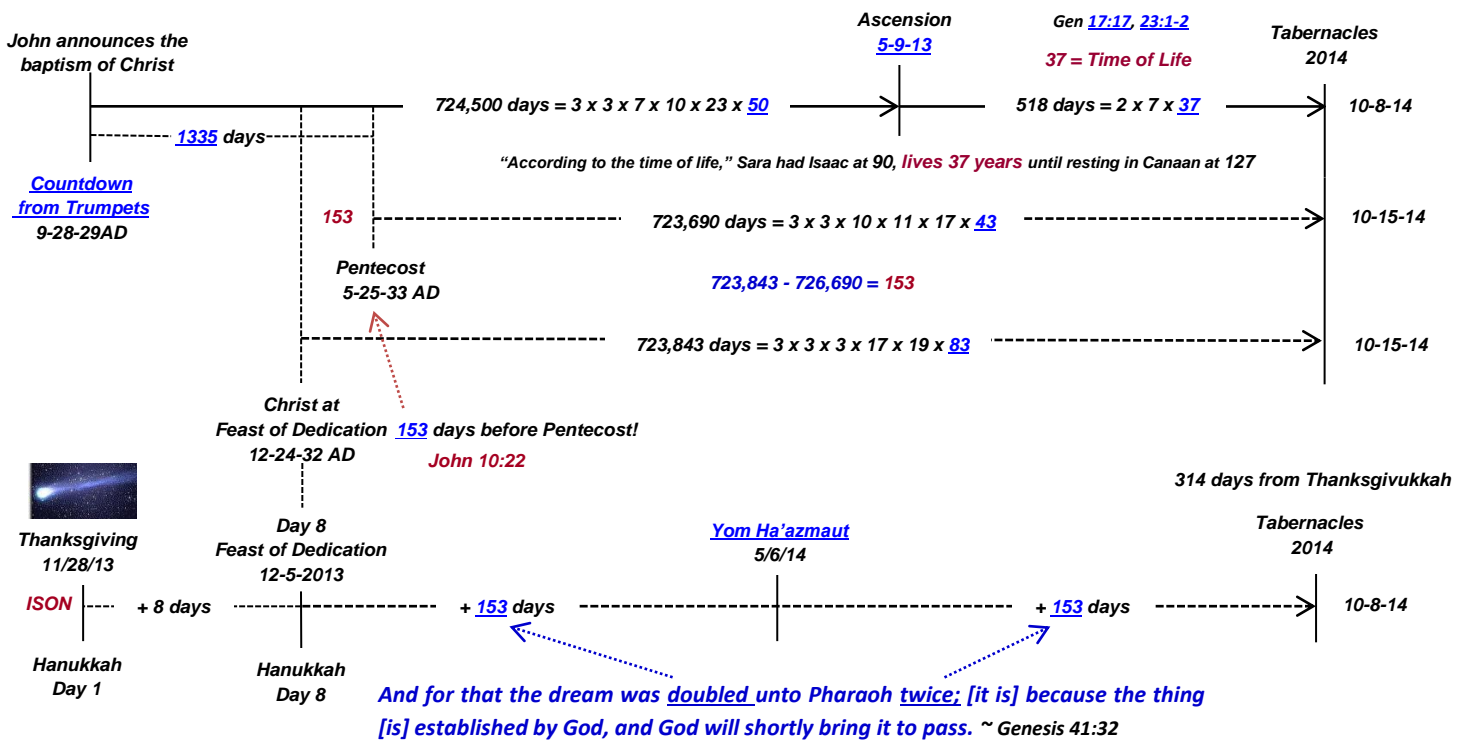 John announces the
baptism of Christ
Ascension
5-9-13
Gen 17:17, 23:1-2
37 = Time of Life
Tabernacles
2014
724,500 days = 3 x 3 x 7 x 10 x 23 x 50
518 days = 2 x 7 x 37
10-8-14
1335 days
“According to the time of life,” Sara had Isaac at 90, lives 37 years until resting in Canaan at 127
Countdown
from Trumpets
9-28-29AD
153
723,690 days = 3 x 3 x 10 x 11 x 17 x 43
10-15-14
Pentecost
5-25-33 AD
723,843 - 726,690 = 153
723,843 days = 3 x 3 x 3 x 17 x 19 x 83
10-15-14
Christ at
Feast of Dedication
12-24-32 AD
153 days before Pentecost!
John 10:22
314 days from Thanksgivukkah
Thanksgiving
11/28/13
Day 8
Feast of Dedication
12-5-2013
Yom Ha’azmaut
5/6/14
Tabernacles
2014
ISON
+ 8 days
+ 153 days
+ 153 days
10-8-14
Hanukkah
Day 1
Hanukkah
Day 8
And for that the dream was doubled unto Pharaoh twice; [it is] because the thing
[is] established by God, and God will shortly bring it to pass. ~ Genesis 41:32